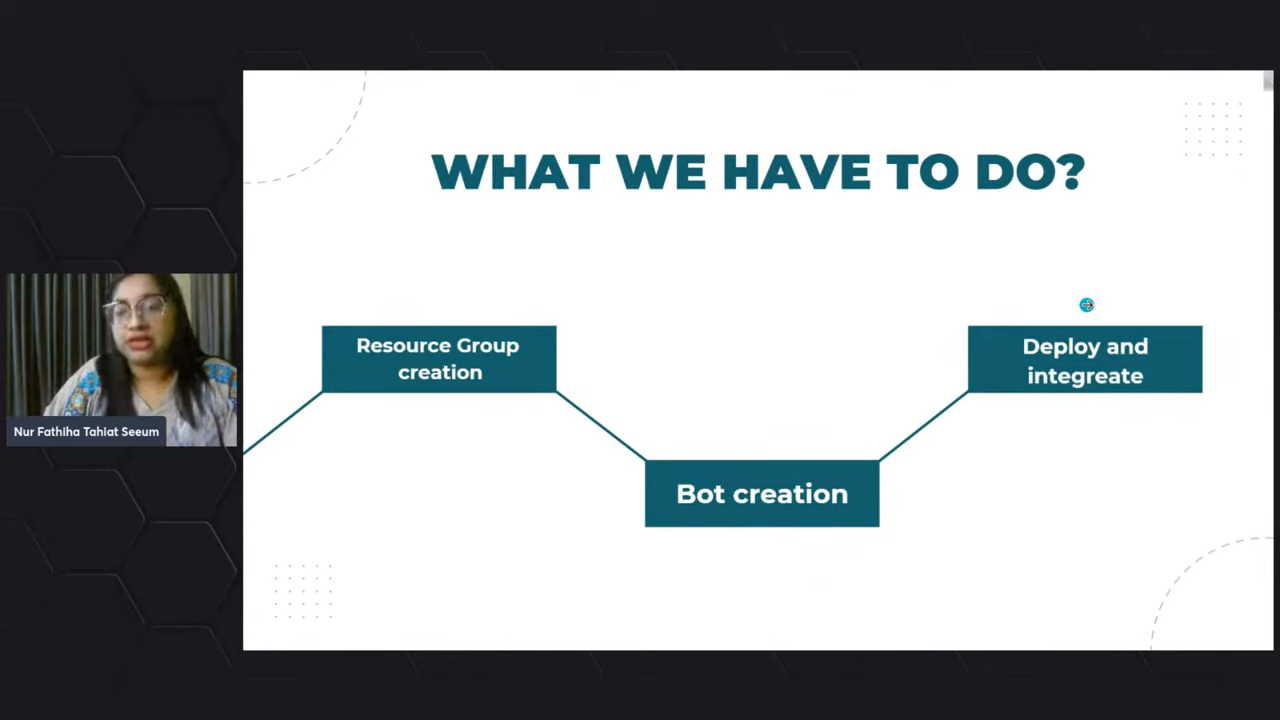 WHAT WE HAVE TO DO?
Resource Group
creation
Deploy and
integreate
Bot creation
Nur Fathiha Tahiat Seeum